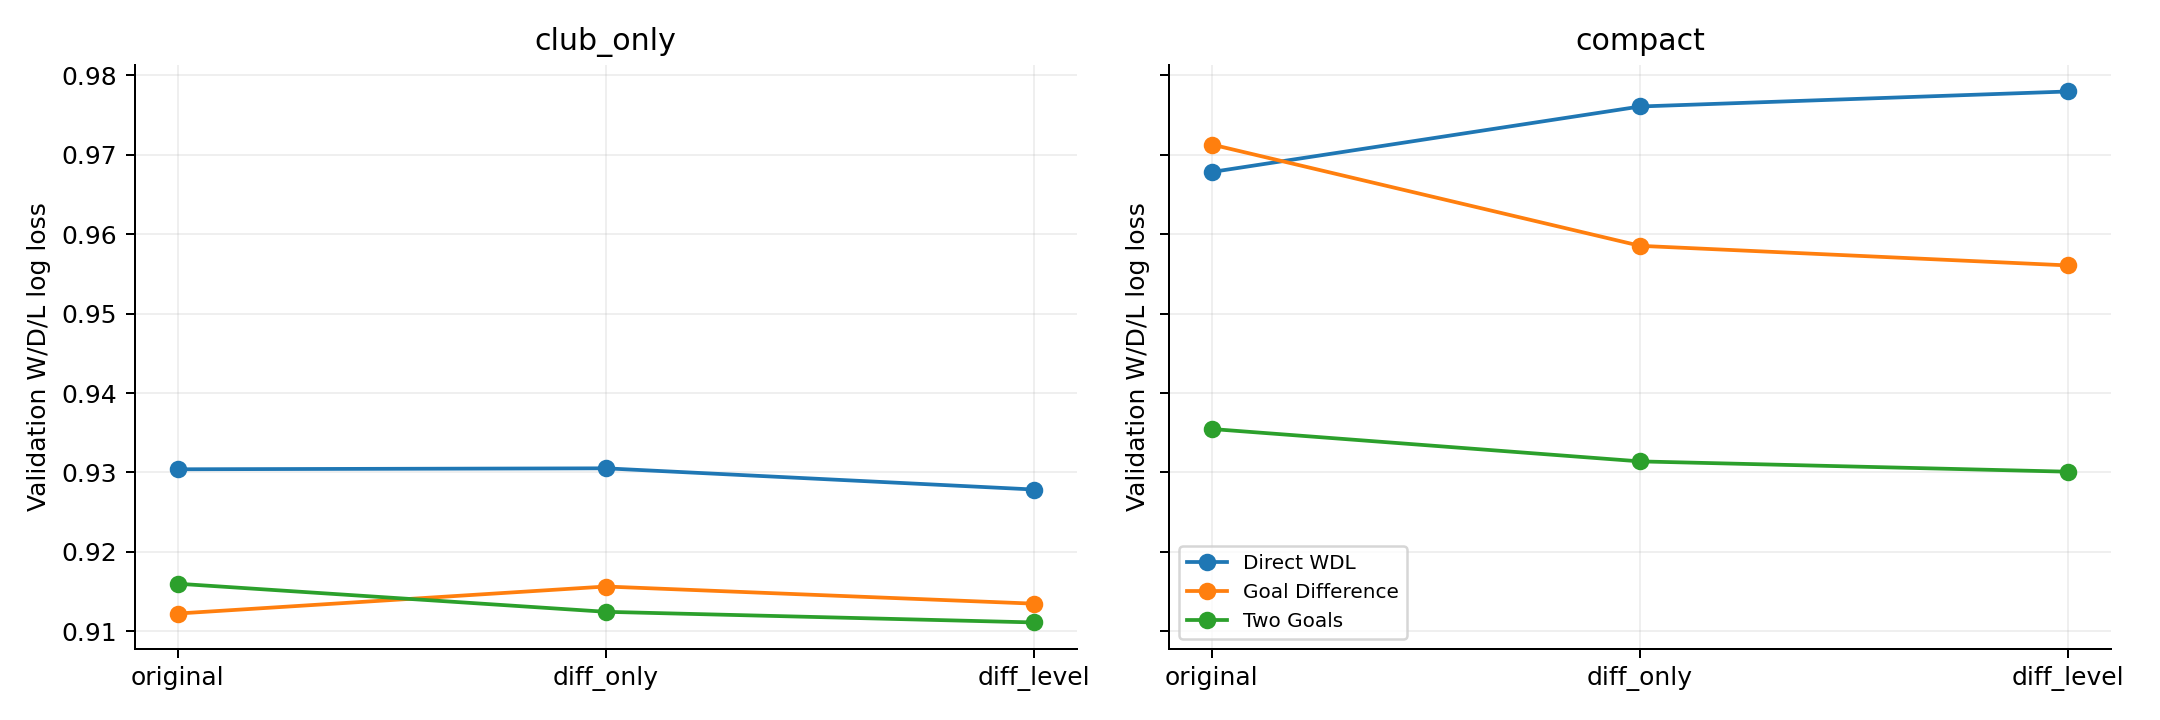 club_only
Validation W/D/L log loss
0.98
0.97
0.96
0.95
0.94
0.93
0.92
0.91
original
diff_only
diff_level
compact
Validation W/D/L log loss
Direct WDL
Goal Difference
Two Goals
original
diff_only
diff_level